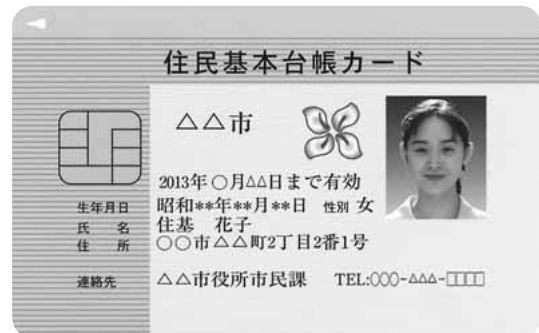 住民基本台帳カード
△△市
2013年○月△△日まで有効
生年月日 昭和**年**月**日 性別 女
氏名 住基 花子
住所 ○○市△△町2丁目2番1号
連絡先 △△市役所市民課 TEL:○○○-△△△-□□□□